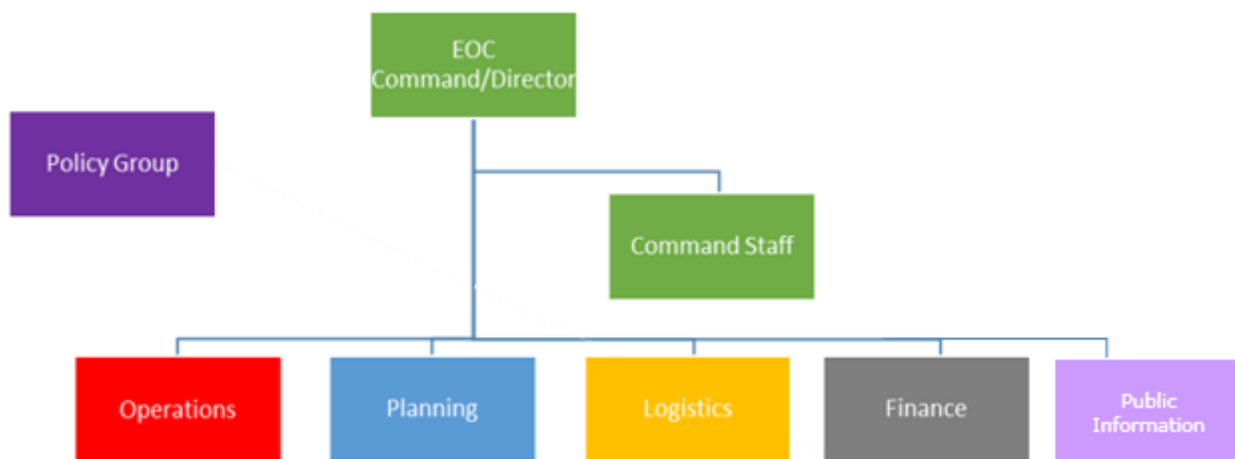 EOC
Command/Director
Policy Group
Command Staff
Operations
Planning
Logistics
Finance
Public
Information